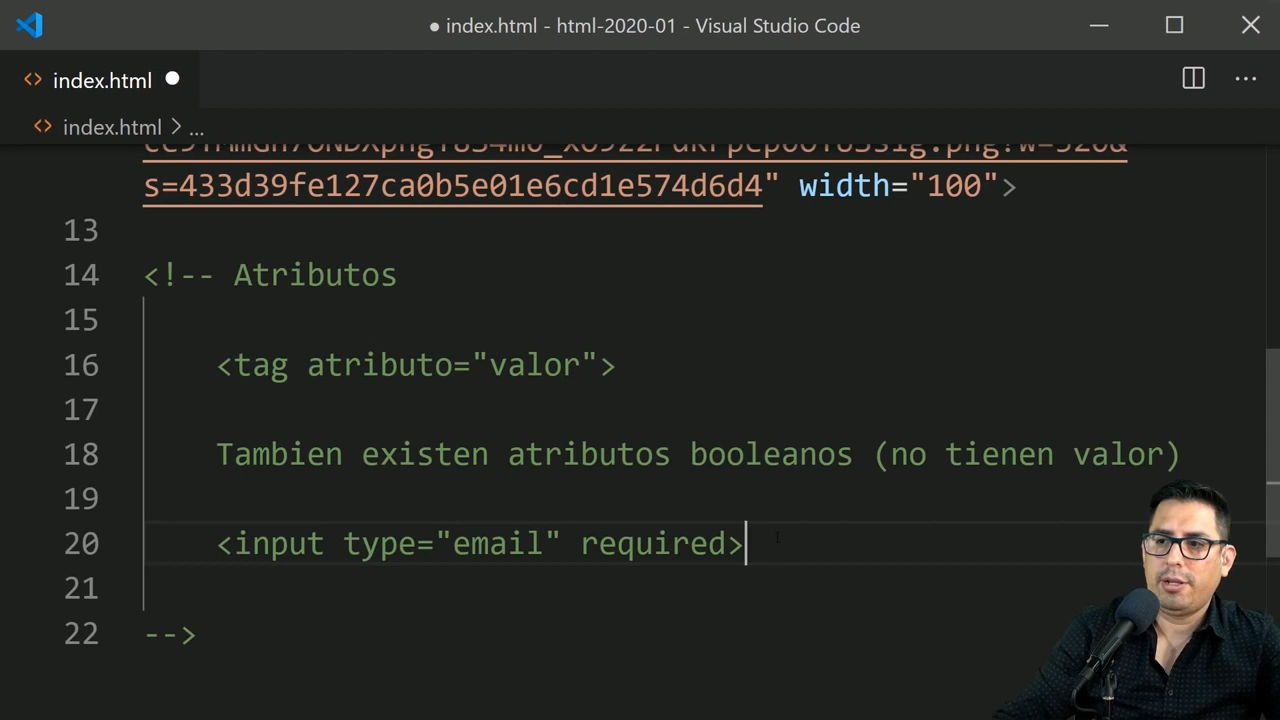 ● index.html - html-2020-01 - Visual Studio Code
index.html ●
index.html > ...
s=433d39fe127ca0b5e01e6cd1e574d6d4" width="100">
13
14 <!-- Atributos
15
16 <tag atributo="valor">
17
18 Tambien existen atributos booleanos (no tienen valor)
19
20 <input type="email" required>
21
22 -->